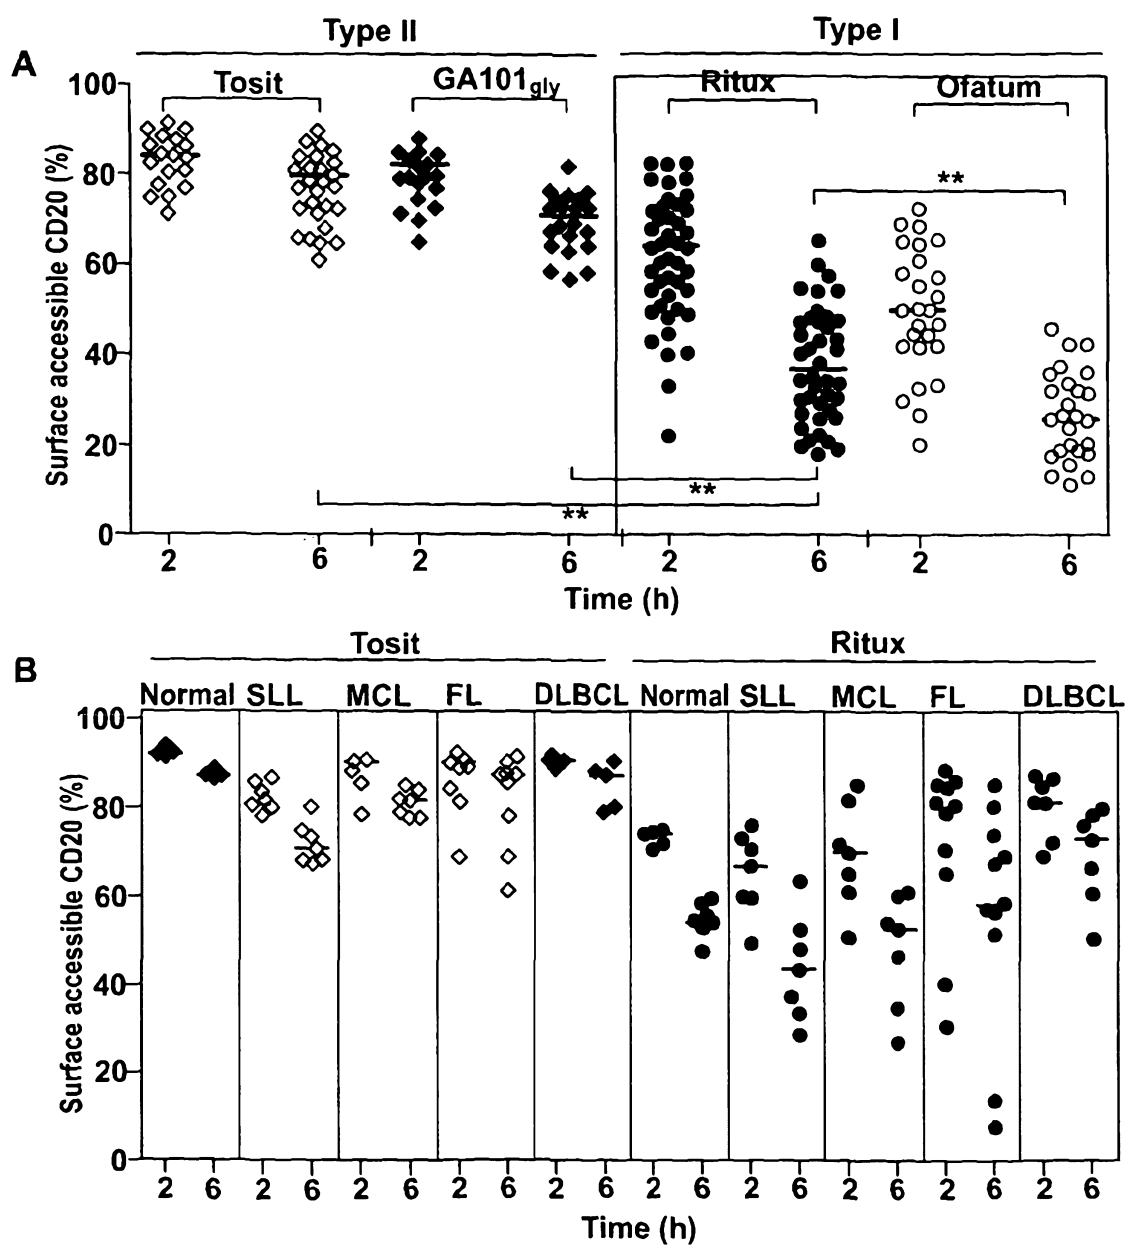 Type II Type I
A
Tosit GA101gly Ritux Ofatum
100
80
60
40
20
0
Surface accessible CD20 (%)
**
**
**
2 6 2 6 2 6 2 6
Time (h)
Tosit Ritux
B
Normal SLL MCL FL DLBCL Normal SLL MCL FL DLBCL
100
80
60
40
20
0
Surface accessible CD20 (%)
2 6 2 6 2 6 2 6 2 6 2 6 2 6 2 6 2 6 2 6
Time (h)